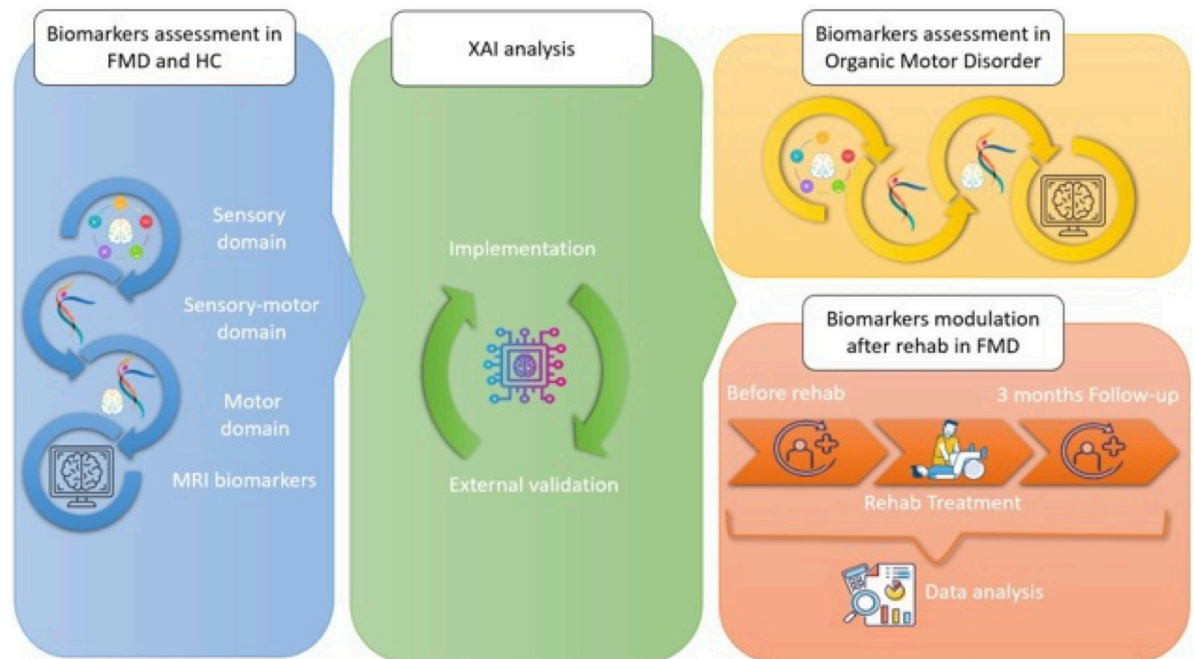 Biomarkers assessment in
FMD and HC
Sensory
domain
Sensory-motor
domain
Motor
domain
MRI biomarkers
XAI analysis
Implementation
External validation
Biomarkers assessment in
Organic Motor Disorder
Biomarkers modulation
after rehab in FMD
Before rehab
3 months Follow-up
Rehab Treatment
Data analysis